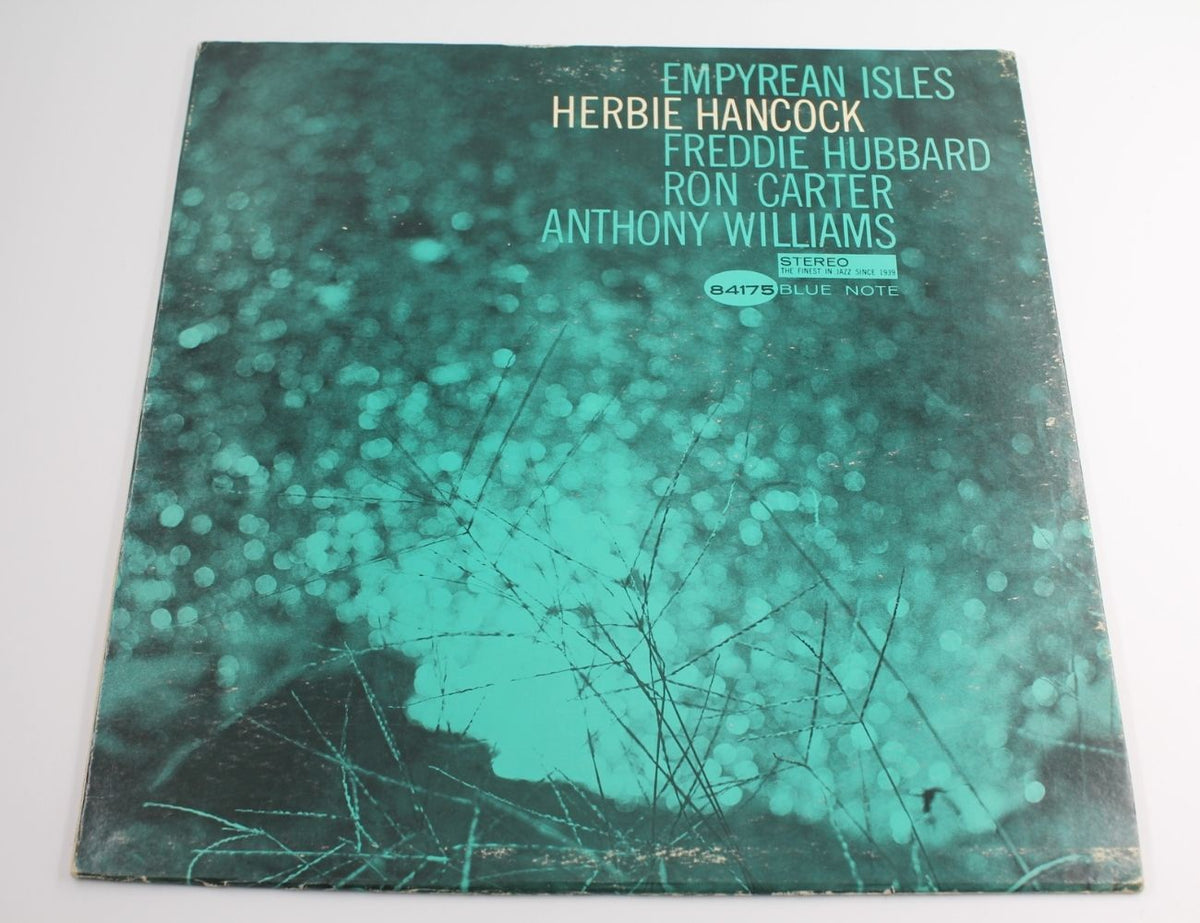 EMPYREAN ISLES
HERBIE HANCOCK
FREDDIE HUBBARD
RON CARTER
ANTHONY WILLIAMS
STEREO
THE FINEST IN JAZZ SINCE 1939
84175 BLUE NOTE